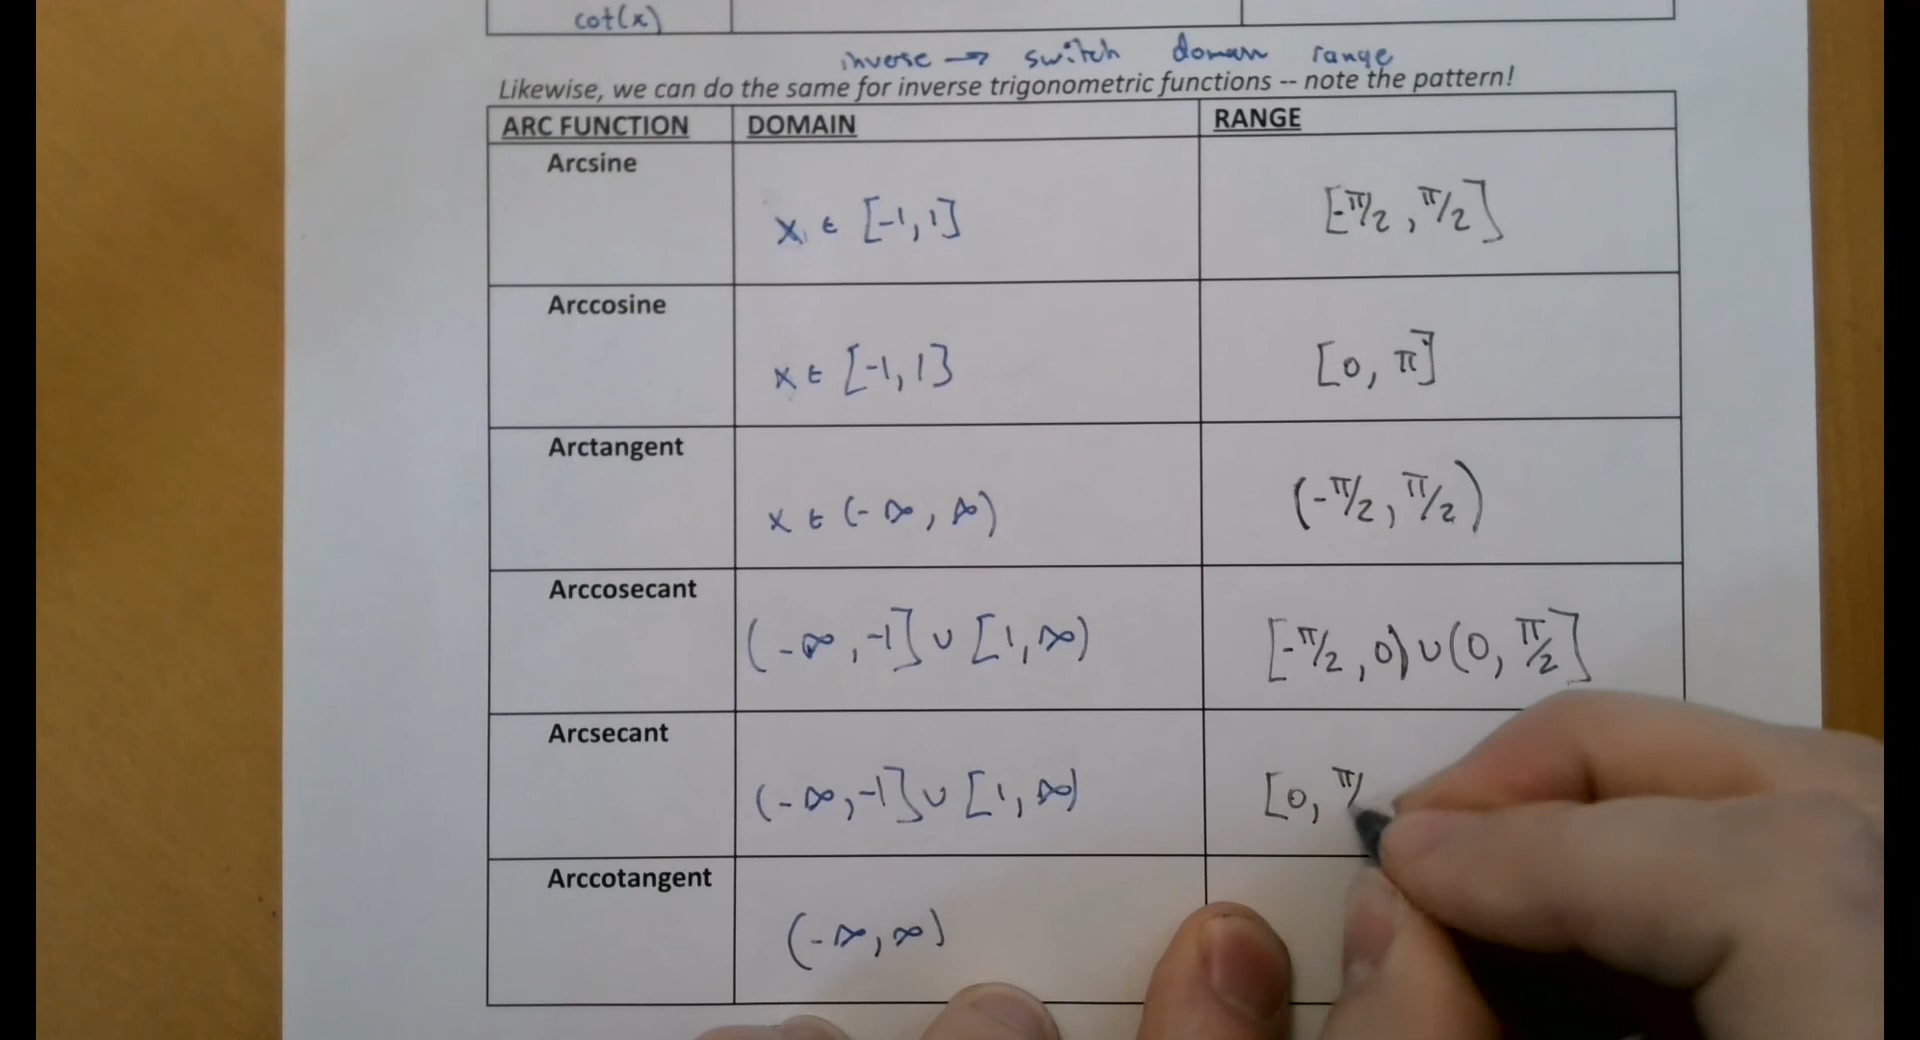 cot(x)
inverse → switch domain range
Likewise, we can do the same for inverse trigonometric functions -- note the pattern!
ARC FUNCTION DOMAIN RANGE
Arcsine
x ∈ [-1, 1] [-π/2, π/2]
Arccosine
x ∈ [-1, 1] [0, π]
Arctangent
x ∈ (-∞, ∞) (-π/2, π/2)
Arccosecant
(-∞, -1] ∪ [1, ∞) [-π/2, 0) ∪ (0, π/2]
Arcsecant
(-∞, -1] ∪ [1, ∞) [0, π/
Arccotangent
(-∞, ∞)